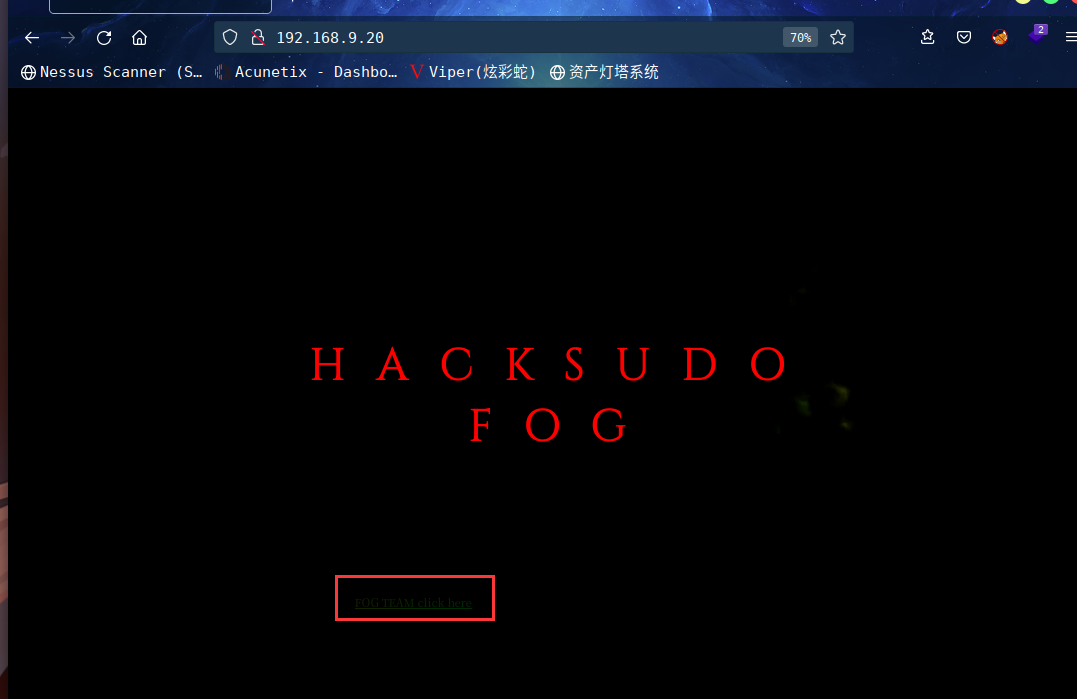 192.168.9.20
70%
2
Nessus Scanner (S… Acunetix - Dashbo… Viper(炫彩蛇) 资产灯塔系统
HACKSUDO
FOG
FOG TEAM click here